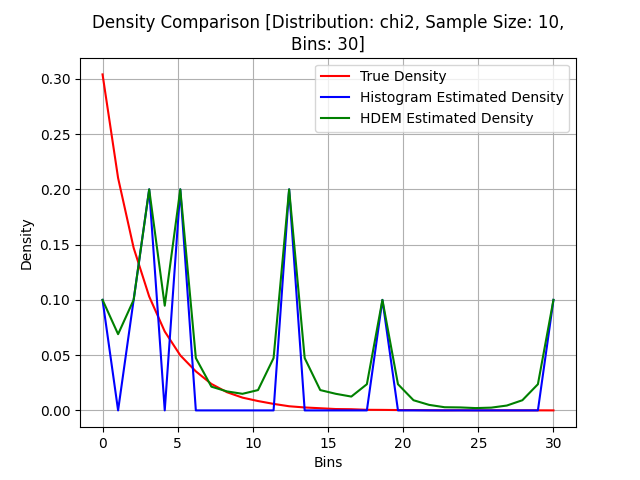 Density Comparison [Distribution: chi2, Sample Size: 10,
Bins: 30]
True Density
Histogram Estimated Density
HDEM Estimated Density
Density
0.30
0.25
0.20
0.15
0.10
0.05
0.00
0 5 10 15 20 25 30
Bins